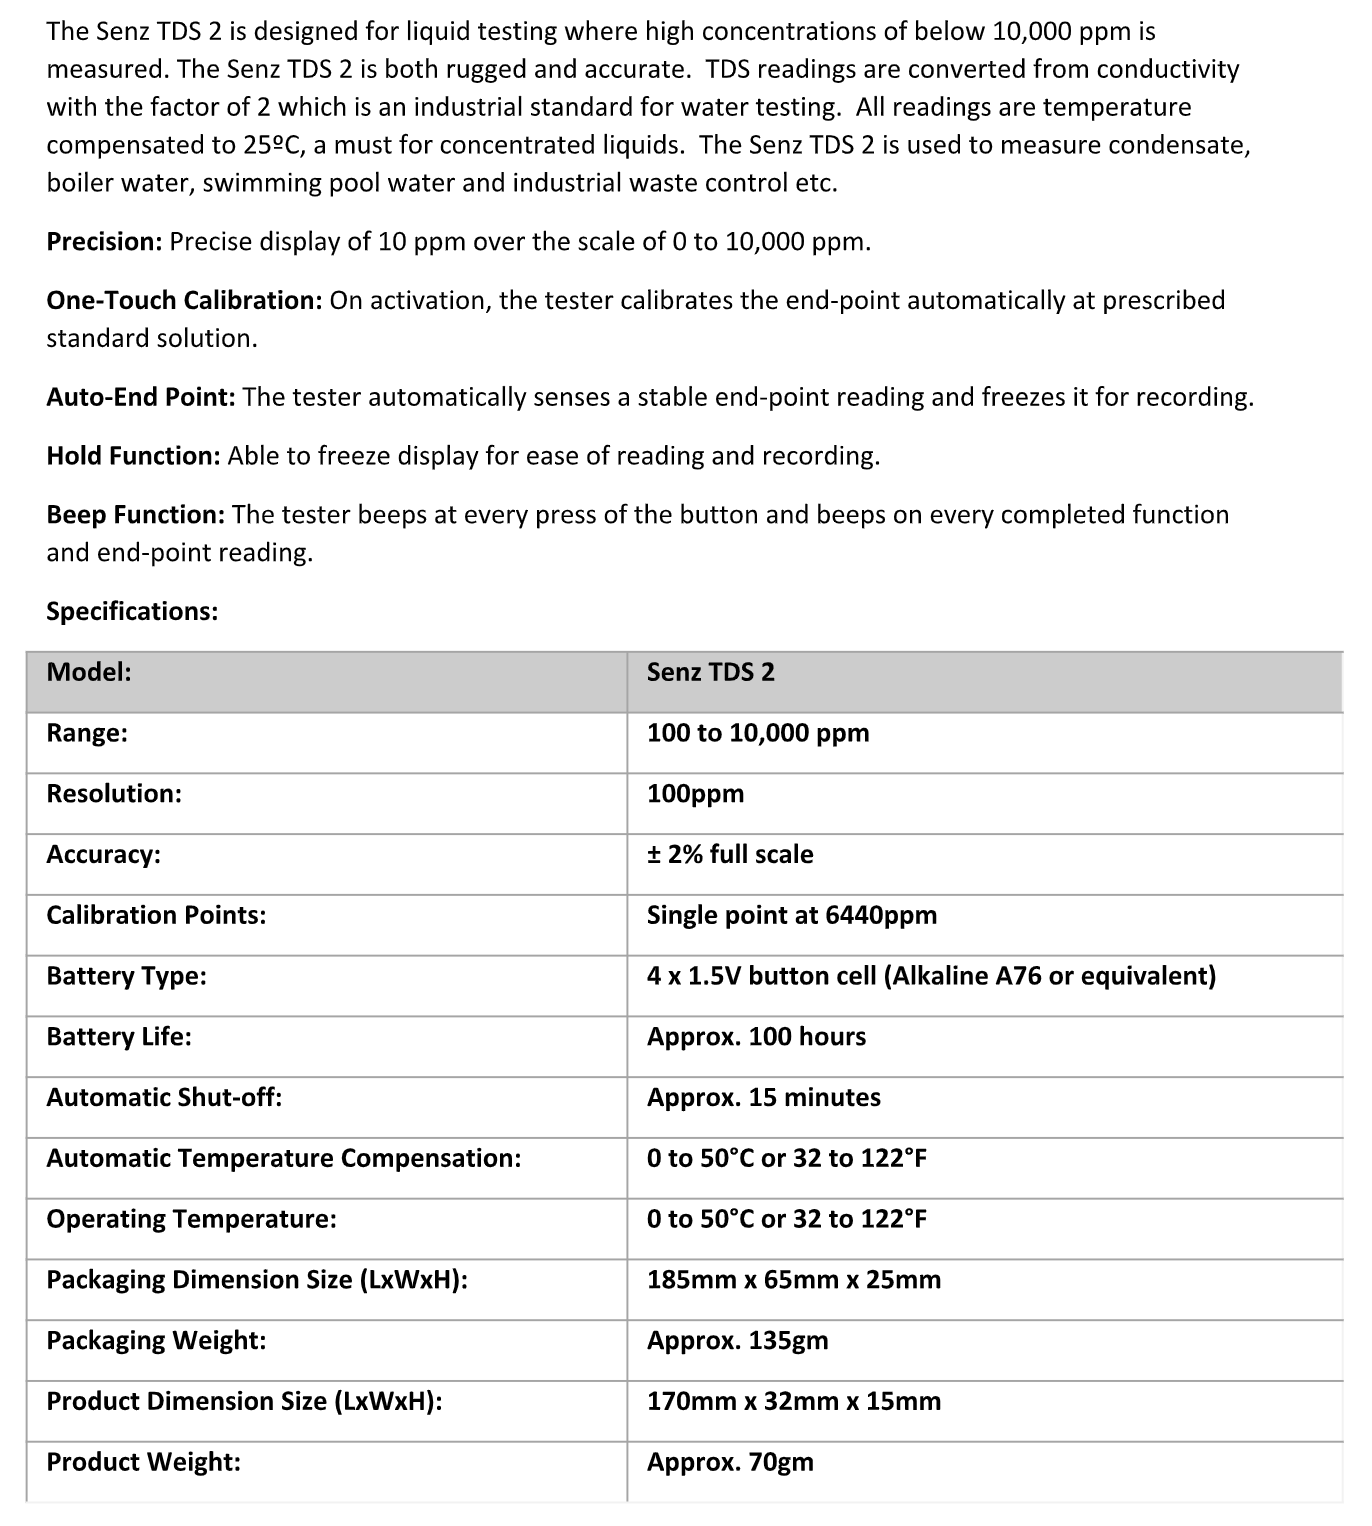 The Senz TDS 2 is designed for liquid testing where high concentrations of below 10,000 ppm is
measured. The Senz TDS 2 is both rugged and accurate.  TDS readings are converted from conductivity
with the factor of 2 which is an industrial standard for water testing.  All readings are temperature
compensated to 25ºC, a must for concentrated liquids.  The Senz TDS 2 is used to measure condensate,
boiler water, swimming pool water and industrial waste control etc.
Precision: Precise display of 10 ppm over the scale of 0 to 10,000 ppm.
One-Touch Calibration: On activation, the tester calibrates the end-point automatically at prescribed
standard solution.
Auto-End Point: The tester automatically senses a stable end-point reading and freezes it for recording.
Hold Function: Able to freeze display for ease of reading and recording.
Beep Function: The tester beeps at every press of the button and beeps on every completed function
and end-point reading.
Specifications:
Model: Senz TDS 2
Range: 100 to 10,000 ppm
Resolution: 100ppm
Accuracy: ± 2% full scale
Calibration Points: Single point at 6440ppm
Battery Type: 4 x 1.5V button cell (Alkaline A76 or equivalent)
Battery Life: Approx. 100 hours
Automatic Shut-off: Approx. 15 minutes
Automatic Temperature Compensation: 0 to 50°C or 32 to 122°F
Operating Temperature: 0 to 50°C or 32 to 122°F
Packaging Dimension Size (LxWxH): 185mm x 65mm x 25mm
Packaging Weight: Approx. 135gm
Product Dimension Size (LxWxH): 170mm x 32mm x 15mm
Product Weight: Approx. 70gm